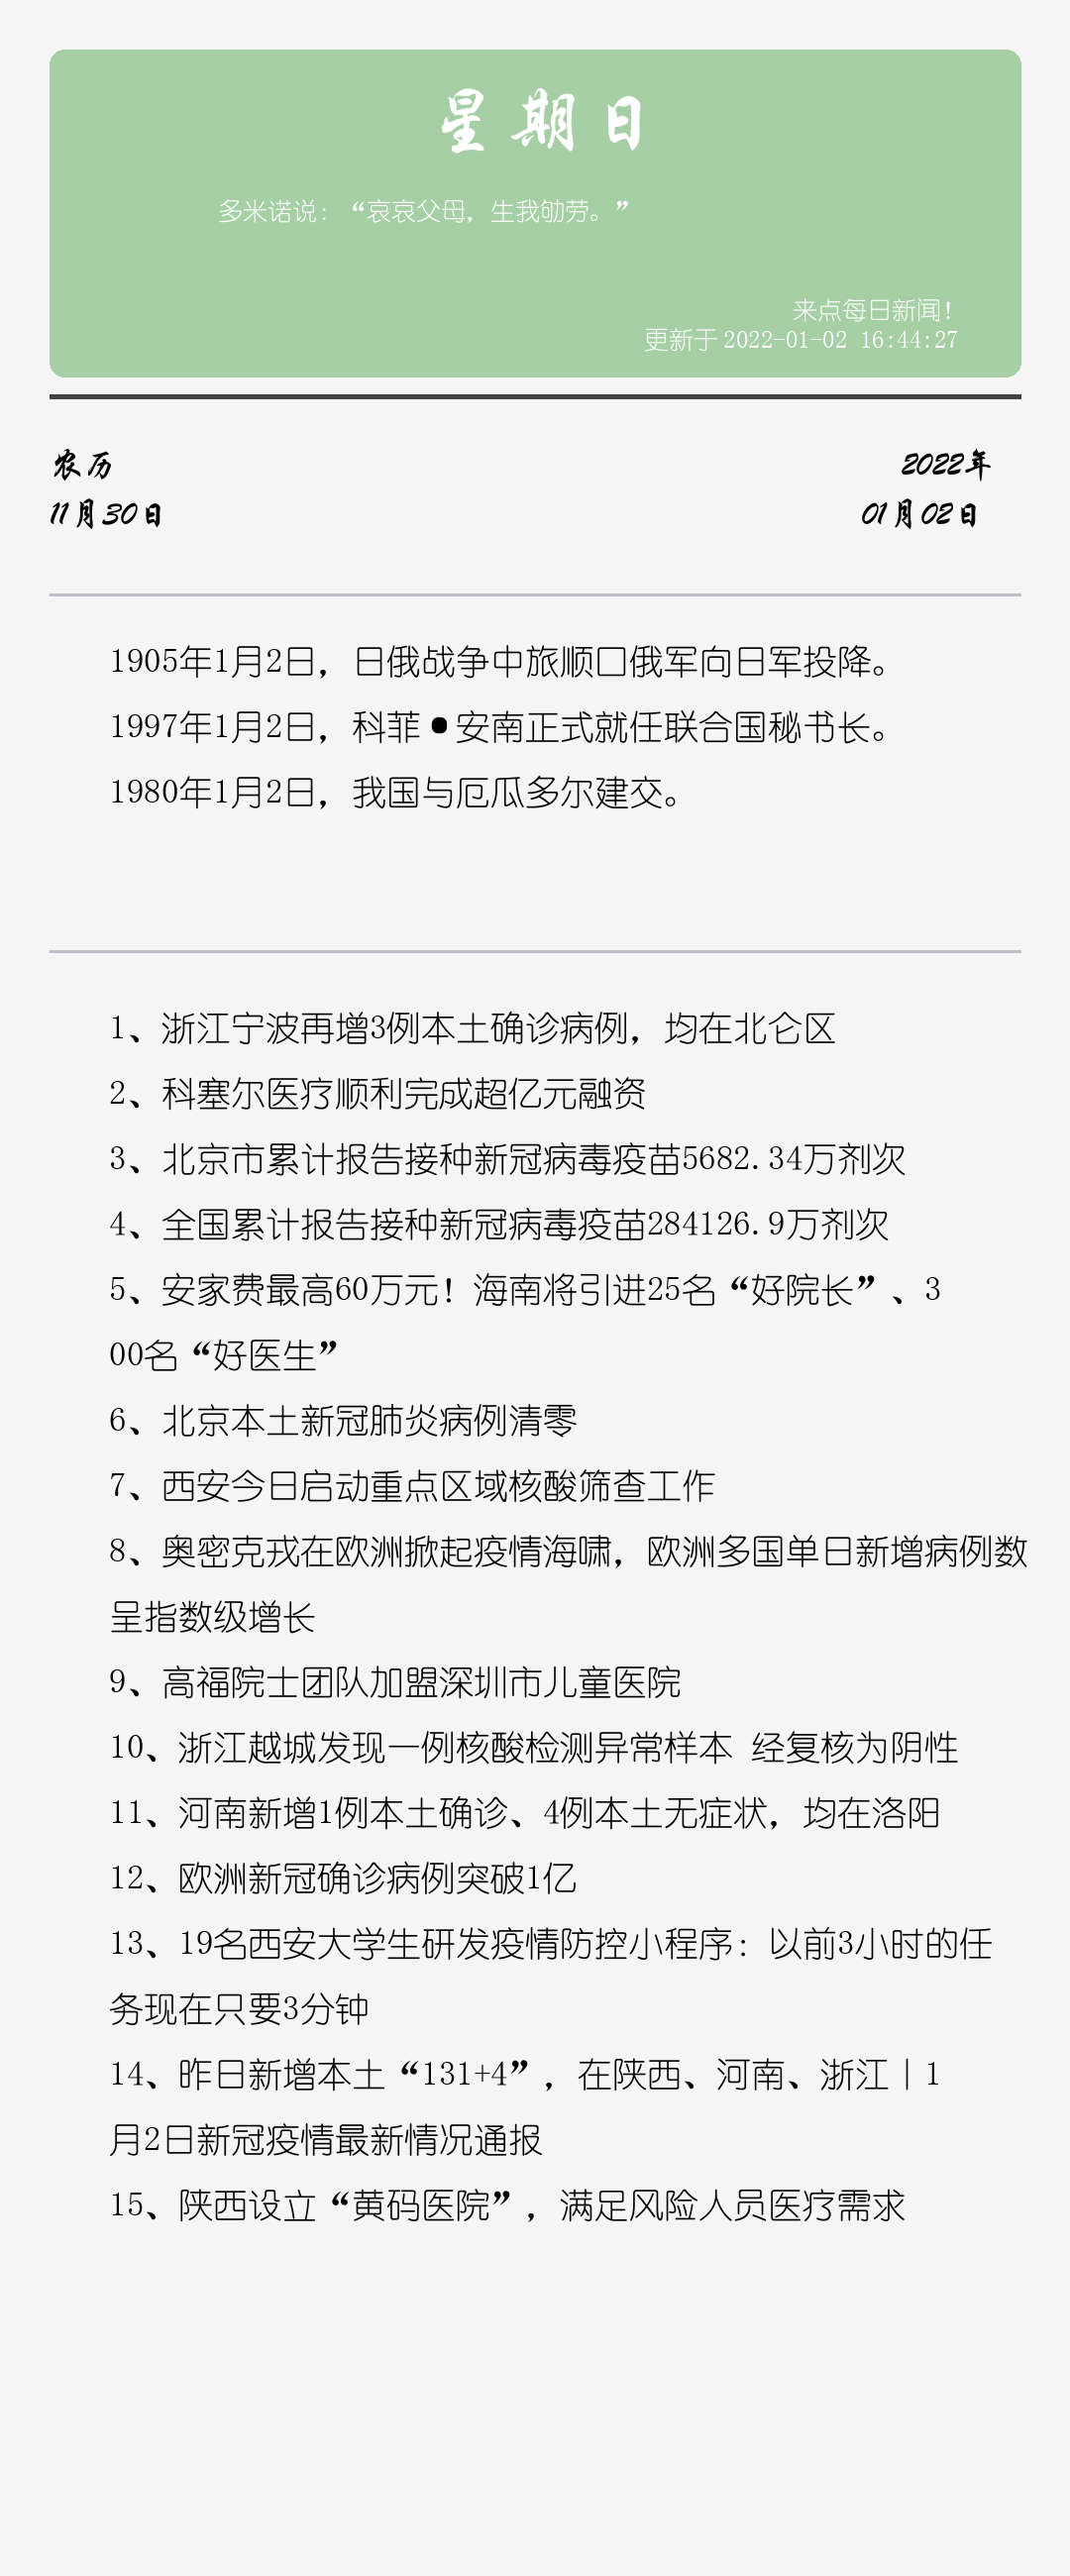 星期日
多米诺说：“哀哀父母，生我劬劳。”
来点每日新闻！
更新于2022-01-02 16:44:27
农历
2022年
11月30日
01月02日
1905年1月2日，日俄战争中旅顺口俄军向日军投降。
1997年1月2日，科菲•安南正式就任联合国秘书长。
1980年1月2日，我国与厄瓜多尔建交。
1、浙江宁波再增3例本土确诊病例，均在北仑区
2、科塞尔医疗顺利完成超亿元融资
3、北京市累计报告接种新冠病毒疫苗5682.34万剂次
4、全国累计报告接种新冠病毒疫苗284126.9万剂次
5、安家费最高60万元！海南将引进25名“好院长”、3
00名“好医生”
6、北京本土新冠肺炎病例清零
7、西安今日启动重点区域核酸筛查工作
8、奥密克戎在欧洲掀起疫情海啸，欧洲多国单日新增病例数
呈指数级增长
9、高福院士团队加盟深圳市儿童医院
10、浙江越城发现一例核酸检测异常样本 经复核为阴性
11、河南新增1例本土确诊、4例本土无症状，均在洛阳
12、欧洲新冠确诊病例突破1亿
13、19名西安大学生研发疫情防控小程序：以前3小时的任
务现在只要3分钟
14、昨日新增本土“131+4”，在陕西、河南、浙江｜1
月2日新冠疫情最新情况通报
15、陕西设立“黄码医院”，满足风险人员医疗需求